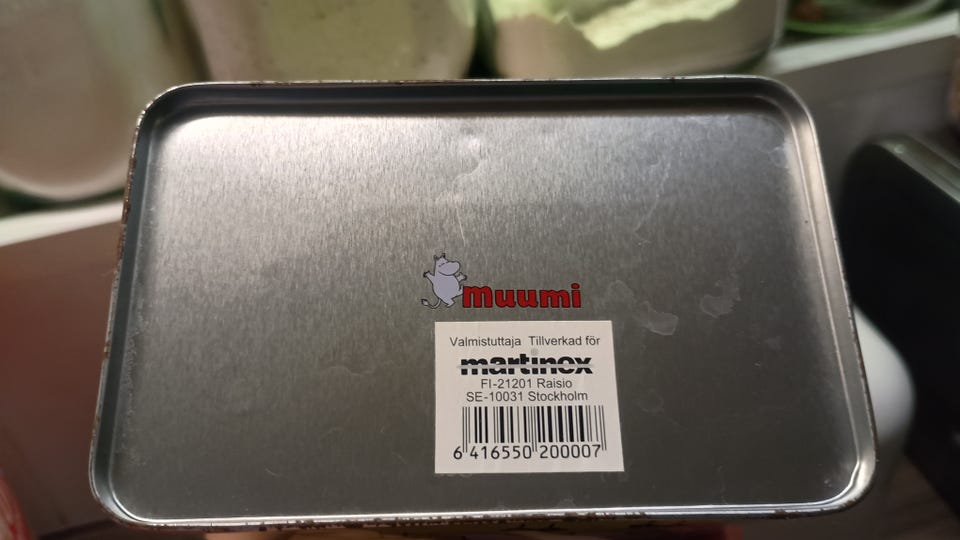 muumi
Valmistuttaja Tillverkad för
martinex
FI-21201 Raisio
SE-10031 Stockholm
6 416550 200007